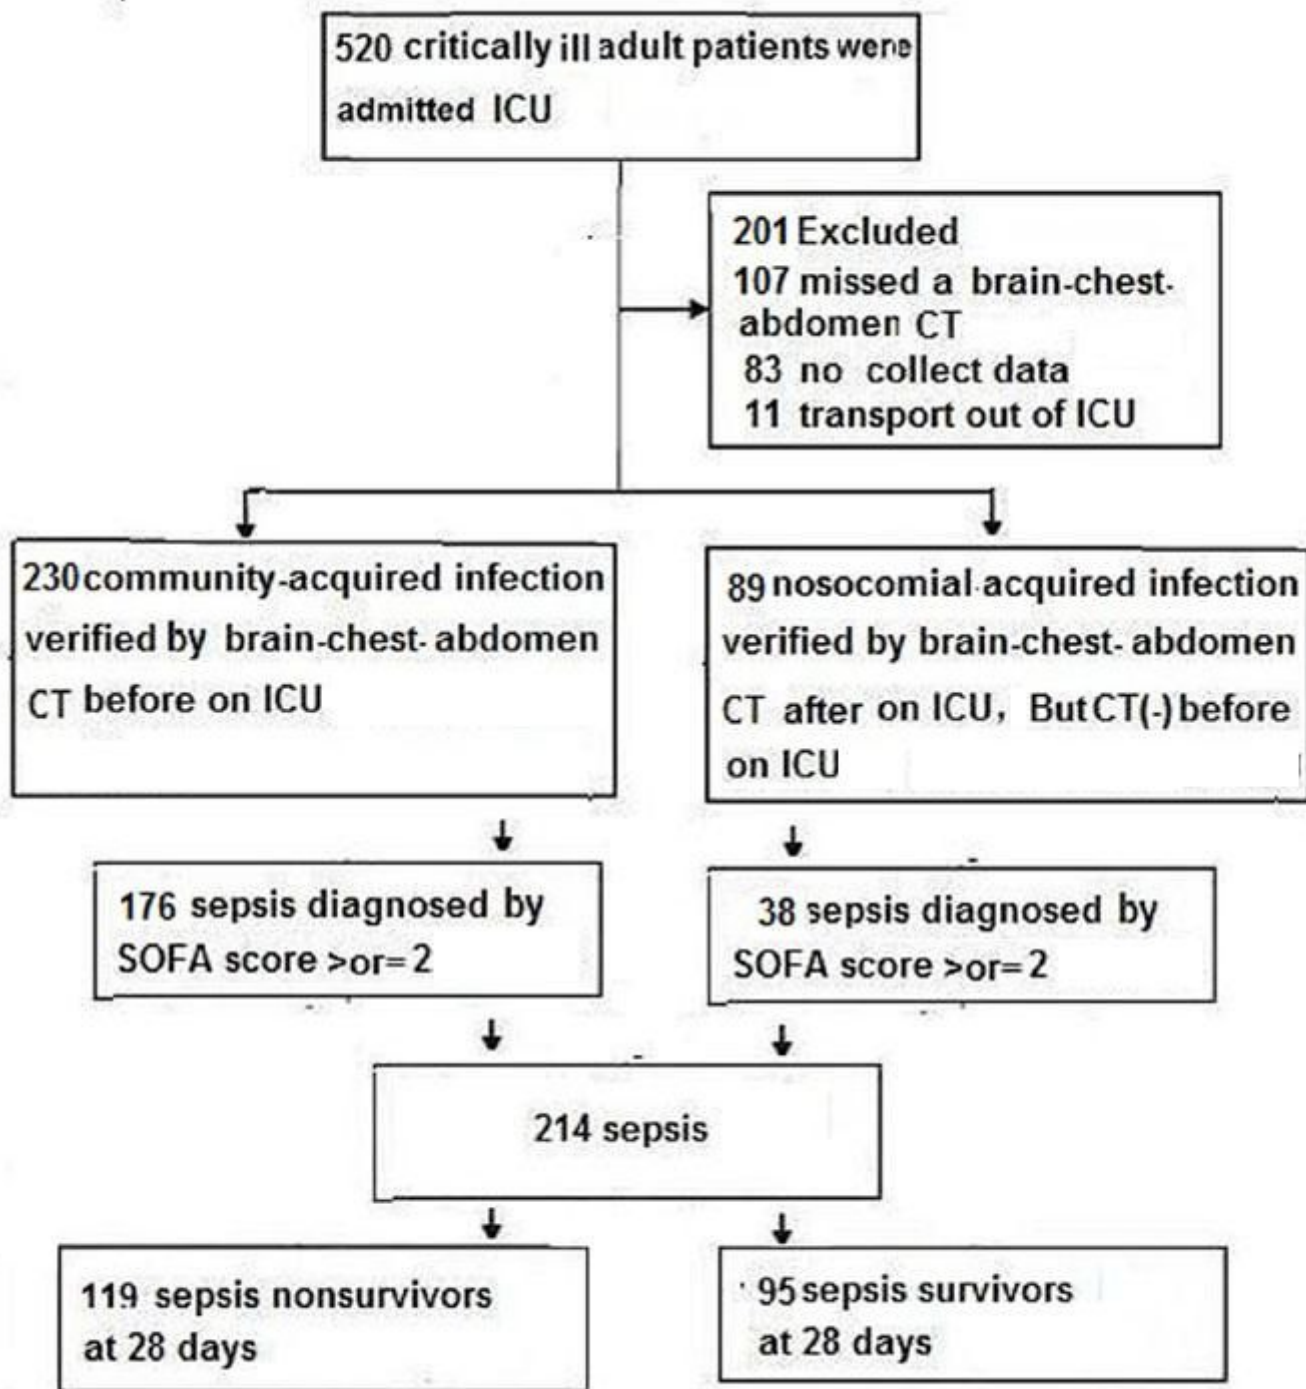 520 critically ill adult patients were
admitted ICU
201 Excluded
107 missed a brain-chest-
abdomen CT
83 no collect data
11 transport out of ICU
230 community-acquired infection
verified by brain-chest- abdomen
CT before on ICU
89 nosocomial-acquired infection
verified by brain-chest- abdomen
CT after on ICU, But CT(-) before
on ICU
176 sepsis diagnosed by
SOFA score >or=2
38 sepsis diagnosed by
SOFA score >or=2
214 sepsis
119 sepsis nonsurvivors
at 28 days
95 sepsis survivors
at 28 days